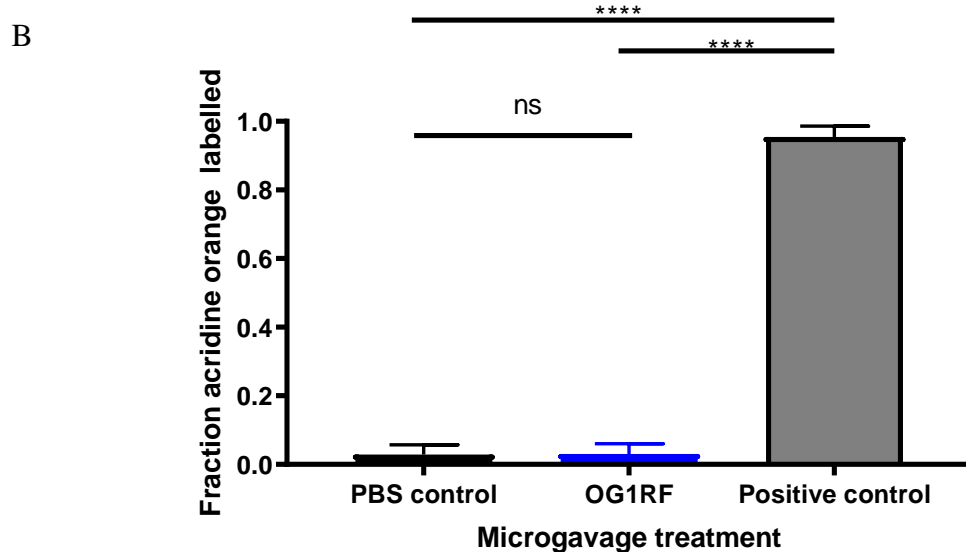 B
****
****
ns
Fraction acridine orange labelled
1.0
0.8
0.6
0.4
0.2
0.0
PBS control OG1RF Positive control
Microgavage treatment